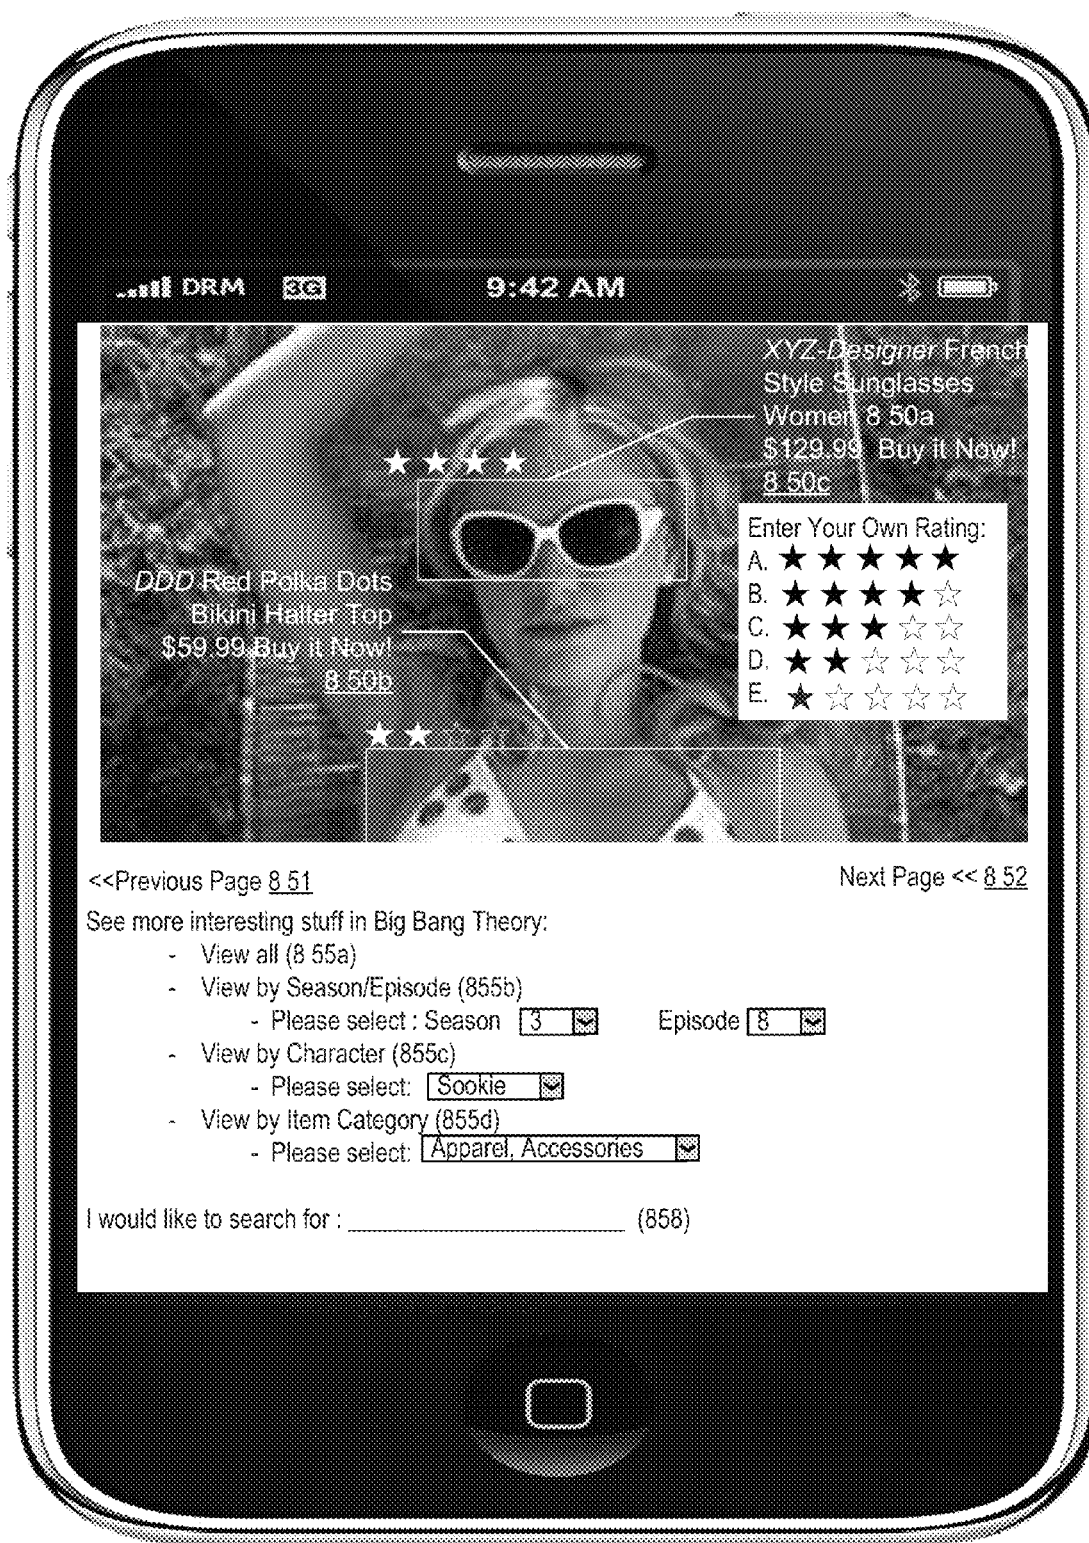 DRM 3G 9:42 AM
XYZ-Designer French
Style Sunglasses
Women 8 50a
$129.99 Buy it Now!
8 50c
Enter Your Own Rating:
A. ★ ★ ★ ★ ★
B. ★ ★ ★ ★ ☆
C. ★ ★ ★ ☆ ☆
D. ★ ★ ☆ ☆ ☆
E. ★ ☆ ☆ ☆ ☆
DDD Red Polka Dots
Bikini Halter Top
$59.99 Buy it Now!
8 50b
<<Previous Page 8 51
Next Page << 8 52
See more interesting stuff in Big Bang Theory:
- View all (8 55a)
- View by Season/Episode (855b)
- Please select : Season 3 Episode 8
- View by Character (855c)
- Please select: Sookie
- View by Item Category (855d)
- Please select: Apparel, Accessories
I would like to search for : ____________________ (858)